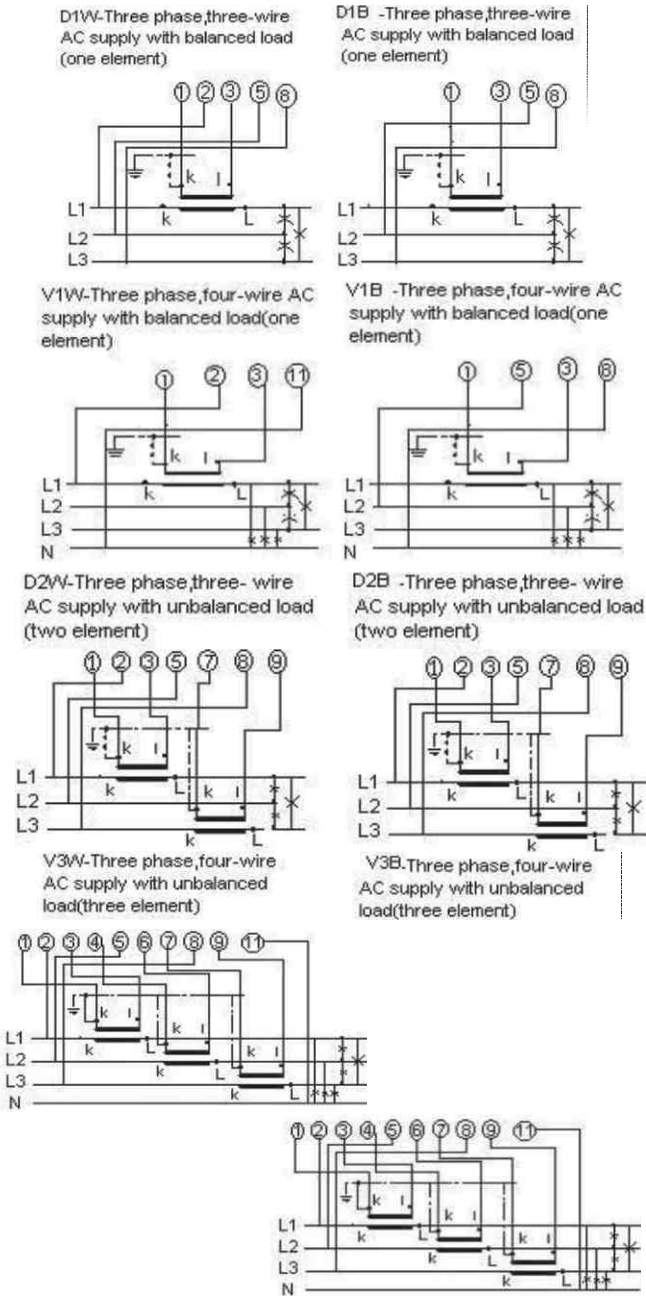 D1W-Three phase,three-wire
AC supply with balanced load
(one element)
① ② ⑤ ③ ⑧
k l
L1
k L
L2
L3
D1B -Three phase,three-wire
AC supply with balanced load
(one element)
① ③ ⑤ ⑧
k l
L1
k L
L2
L3
V1W-Three phase,four-wire AC
supply with balanced load(one
element)
① ② ③ ⑪
k l
L1
k L
L2
L3
N
V1B -Three phase,four-wire AC
supply with balanced load(one
element)
① ⑤ ③ ⑧
k l
L1
k L
L2
L3
N
D2W-Three phase,three- wire
AC supply with unbalanced load
(two element)
① ② ③ ⑤ ⑦ ⑧ ⑨
k l
L1
k L k l
L2
L3
k L
D2B -Three phase,three- wire
AC supply with unbalanced load
(two element)
① ② ③ ⑤ ⑦ ⑧ ⑨
k l
L1
k L k l
L2
L3
k L
V3W-Three phase,four-wire
AC supply with unbalanced
load(three element)
① ② ③ ④ ⑤ ⑥ ⑦ ⑧ ⑨ ⑪
k l
L1
k L k l
L2
k L k l
L3
k L
N
V3B-Three phase,four-wire
AC supply with unbalanced
load(three element)
① ② ③ ④ ⑤ ⑥ ⑦ ⑧ ⑨ ⑪
k l
L1
k L k l
L2
k L k l
L3
k L
N